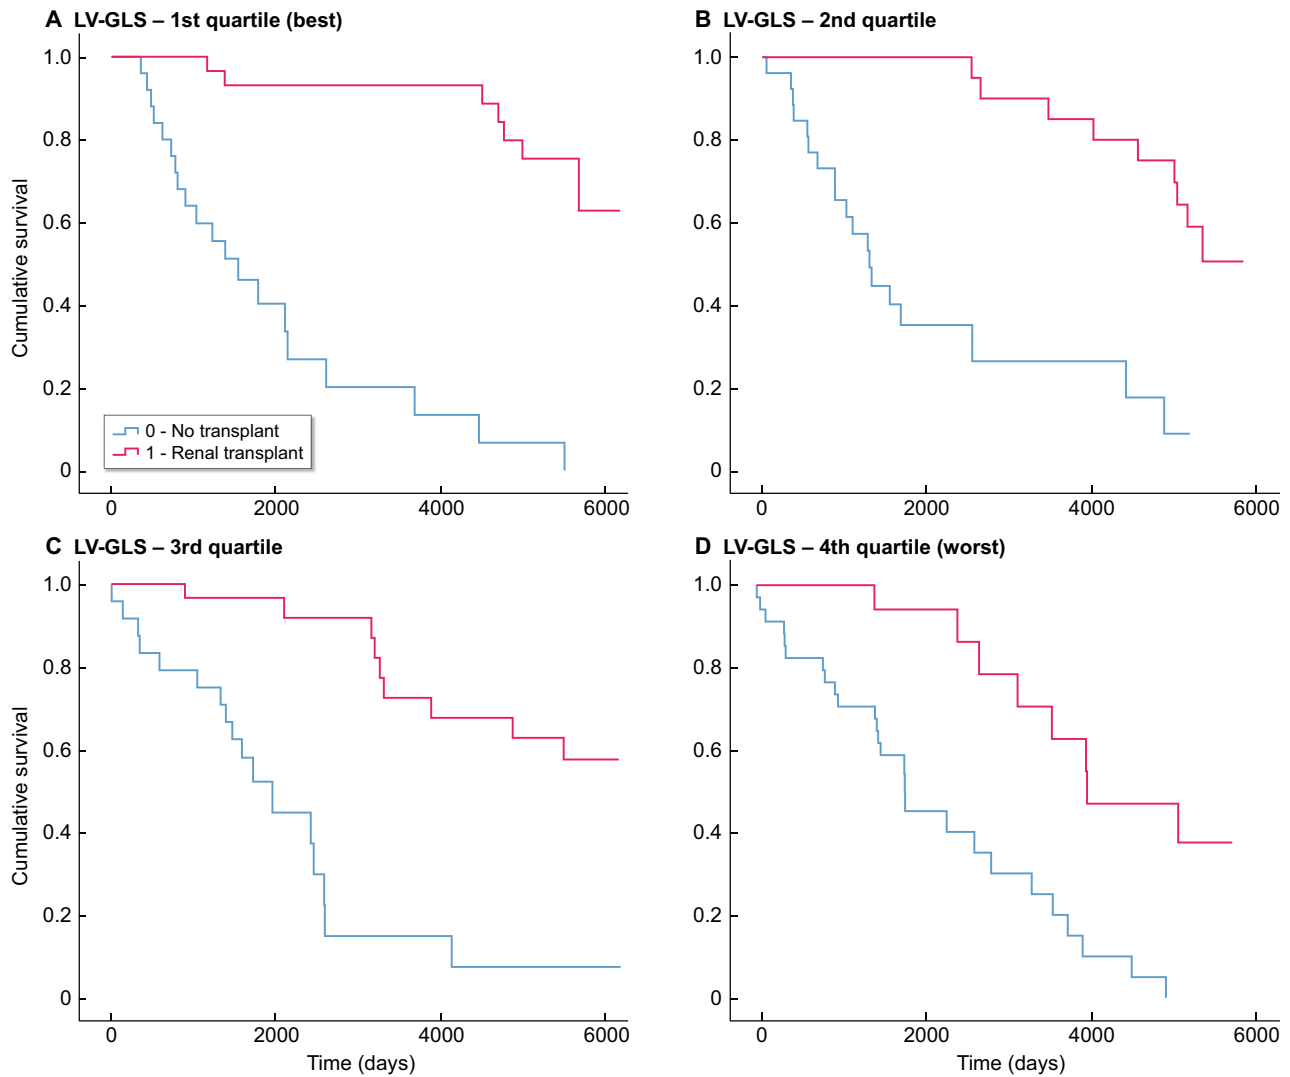 A LV-GLS – 1st quartile (best)
1.0
0.8
0.6
0.4
0.2
0
Cumulative survival
0 - No transplant
1 - Renal transplant
0 2000 4000 6000
B LV-GLS – 2nd quartile
1.0
0.8
0.6
0.4
0.2
0
0 2000 4000 6000
C LV-GLS – 3rd quartile
1.0
0.8
0.6
0.4
0.2
0
Cumulative survival
0 2000 4000 6000
Time (days)
D LV-GLS – 4th quartile (worst)
1.0
0.8
0.6
0.4
0.2
0
0 2000 4000 6000
Time (days)